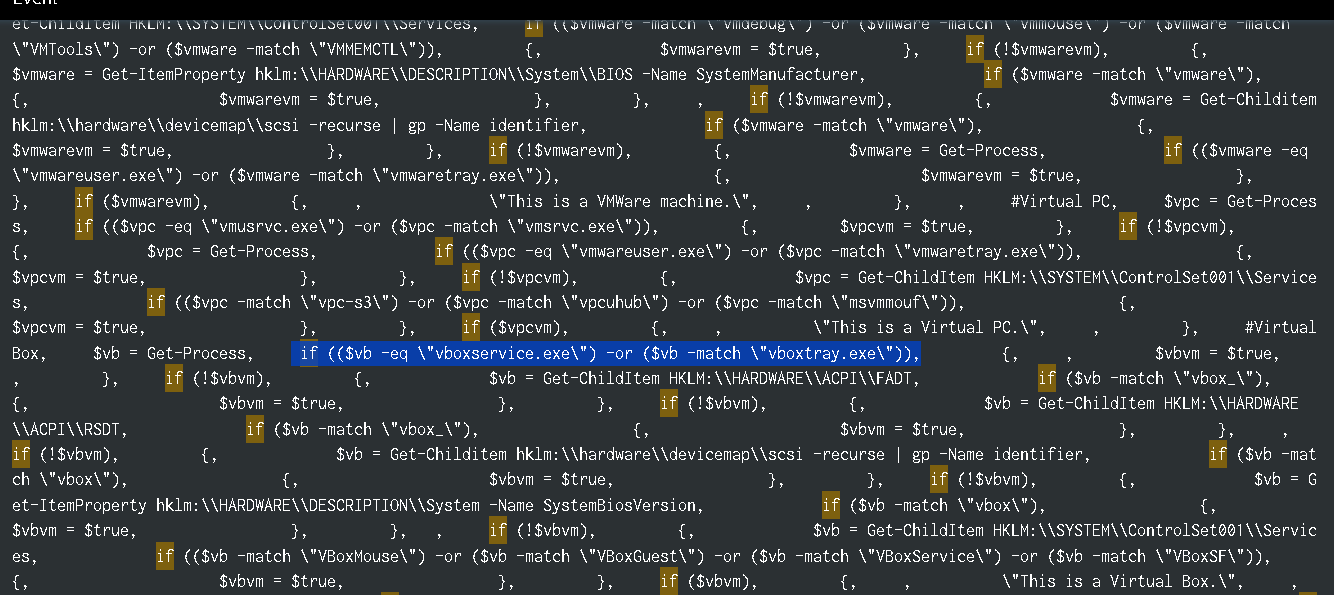 Event
et-ChildItem HKLM:\\SYSTEM\\ControlSet001\\Services, if (($vmware -match \"vmdebug\") -or ($vmware -match \"vmmouse\") -or ($vmware -match
\"VMTools\") -or ($vmware -match \"VMMEMCTL\")), {, $vmwarevm = $true, }, if (!$vmwarevm), {,
$vmware = Get-ItemProperty hklm:\\HARDWARE\\DESCRIPTION\\System\\BIOS -Name SystemManufacturer, if ($vmware -match \"vmware\"),
{, $vmwarevm = $true, }, }, , if (!$vmwarevm), {, $vmware = Get-Childitem
hklm:\\hardware\\devicemap\\scsi -recurse | gp -Name identifier, if ($vmware -match \"vmware\"), {,
$vmwarevm = $true, }, }, if (!$vmwarevm), {, $vmware = Get-Process, if (($vmware -eq
\"vmwareuser.exe\") -or ($vmware -match \"vmwaretray.exe\")), {, $vmwarevm = $true, },
}, if ($vmwarevm), {, , \"This is a VMWare machine.\", , }, , #Virtual PC, $vpc = Get-Proces
s, if (($vpc -eq \"vmusrvc.exe\") -or ($vpc -match \"vmsrvc.exe\")), {, $vpcvm = $true, }, if (!$vpcvm),
{, $vpc = Get-Process, if (($vpc -eq \"vmwareuser.exe\") -or ($vpc -match \"vmwaretray.exe\")), {,
$vpcvm = $true, }, }, if (!$vpcvm), {, $vpc = Get-ChildItem HKLM:\\SYSTEM\\ControlSet001\\Service
s, if (($vpc -match \"vpc-s3\") -or ($vpc -match \"vpcuhub\") -or ($vpc -match \"msvmmouf\")), {,
$vpcvm = $true, }, }, if ($vpcvm), {, , \"This is a Virtual PC.\", , }, #Virtual
Box, $vb = Get-Process, if (($vb -eq \"vboxservice.exe\") -or ($vb -match \"vboxtray.exe\")), {, , $vbvm = $true,
, }, if (!$vbvm), {, $vb = Get-ChildItem HKLM:\\HARDWARE\\ACPI\\FADT, if ($vb -match \"vbox_\"),
{, $vbvm = $true, }, }, if (!$vbvm), {, $vb = Get-ChildItem HKLM:\\HARDWARE
\\ACPI\\RSDT, if ($vb -match \"vbox_\"), {, $vbvm = $true, }, }, ,
if (!$vbvm), {, $vb = Get-Childitem hklm:\\hardware\\devicemap\\scsi -recurse | gp -Name identifier, if ($vb -mat
ch \"vbox\"), {, $vbvm = $true, }, }, if (!$vbvm), {, $vb = G
et-ItemProperty hklm:\\HARDWARE\\DESCRIPTION\\System -Name SystemBiosVersion, if ($vb -match \"vbox\"), {,
$vbvm = $true, }, }, , if (!$vbvm), {, $vb = Get-ChildItem HKLM:\\SYSTEM\\ControlSet001\\Servic
es, if (($vb -match \"VBoxMouse\") -or ($vb -match \"VBoxGuest\") -or ($vb -match \"VBoxService\") -or ($vb -match \"VBoxSF\")),
{, $vbvm = $true, }, }, if ($vbvm), {, , \"This is a Virtual Box.\", ,